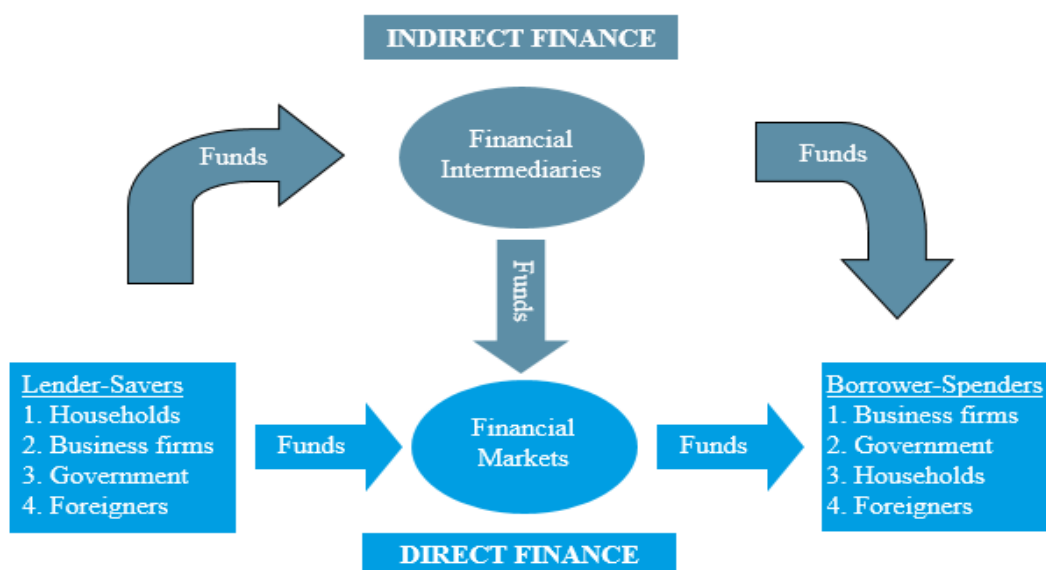 INDIRECT FINANCE
Funds
Financial
Intermediaries
Funds
Funds
Lender-Savers
1. Households
2. Business firms
3. Government
4. Foreigners
Funds
Financial
Markets
Funds
Borrower-Spenders
1. Business firms
2. Government
3. Households
4. Foreigners
DIRECT FINANCE